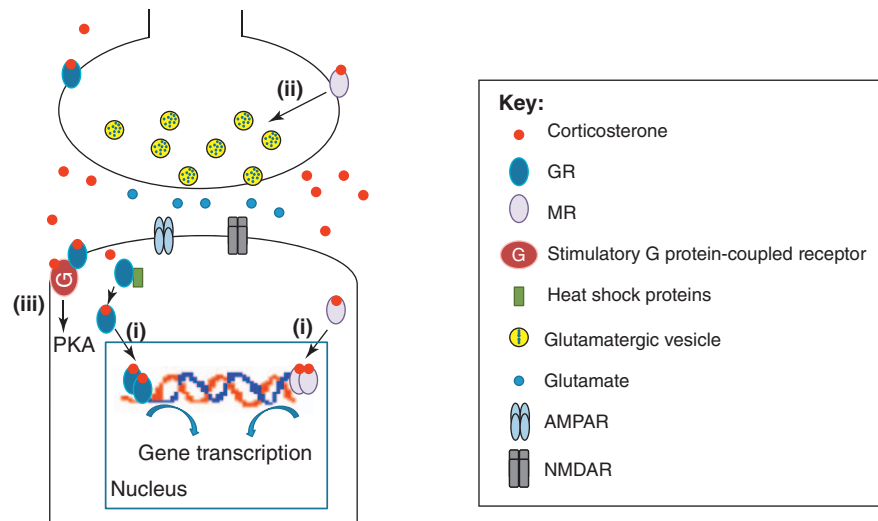 (ii)
(iii)
G
PKA
(i)
(i)
Gene transcription
Nucleus
Key:
Corticosterone
GR
MR
G
Stimulatory G protein-coupled receptor
Heat shock proteins
Glutamatergic vesicle
Glutamate
AMPAR
NMDAR